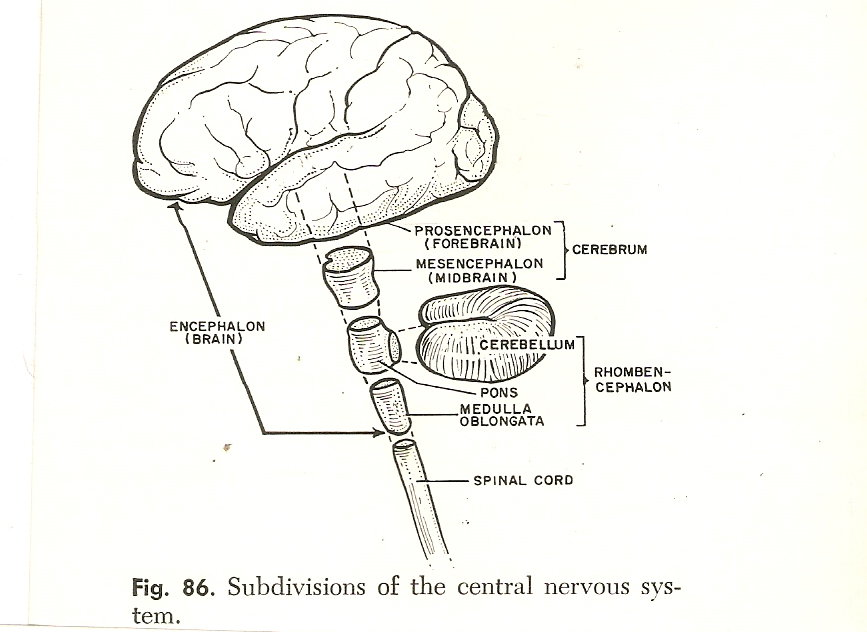 PROSENCEPHALON
(FOREBRAIN)
CEREBRUM
MESENCEPHALON
(MIDBRAIN)
ENCEPHALON
(BRAIN)
CEREBELLUM
RHOMBEN-
CEPHALON
PONS
MEDULLA
OBLONGATA
SPINAL CORD
Fig. 86. Subdivisions of the central nervous sys-
tem.